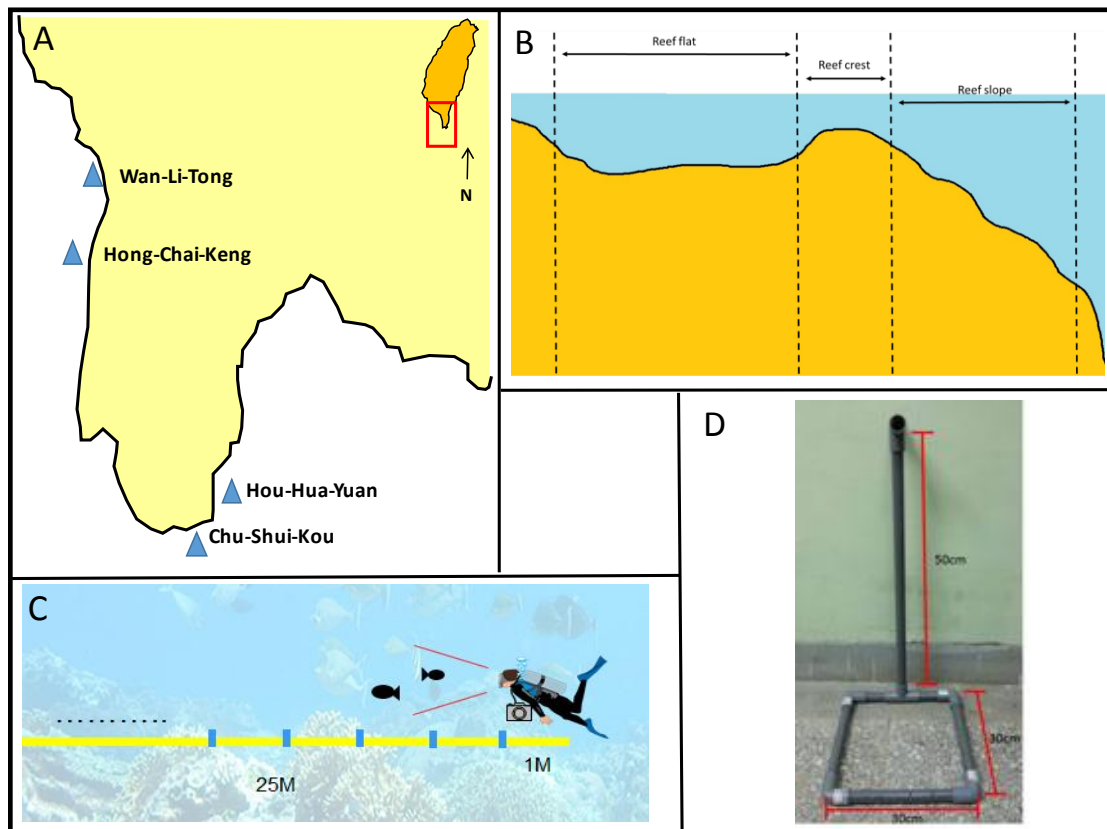 A
N
Wan-Li-Tong
Hong-Chai-Keng
Hou-Hua-Yuan
Chu-Shui-Kou
B
Reef flat
Reef crest
Reef slope
C
25M
1M
D
50cm
30cm
30cm